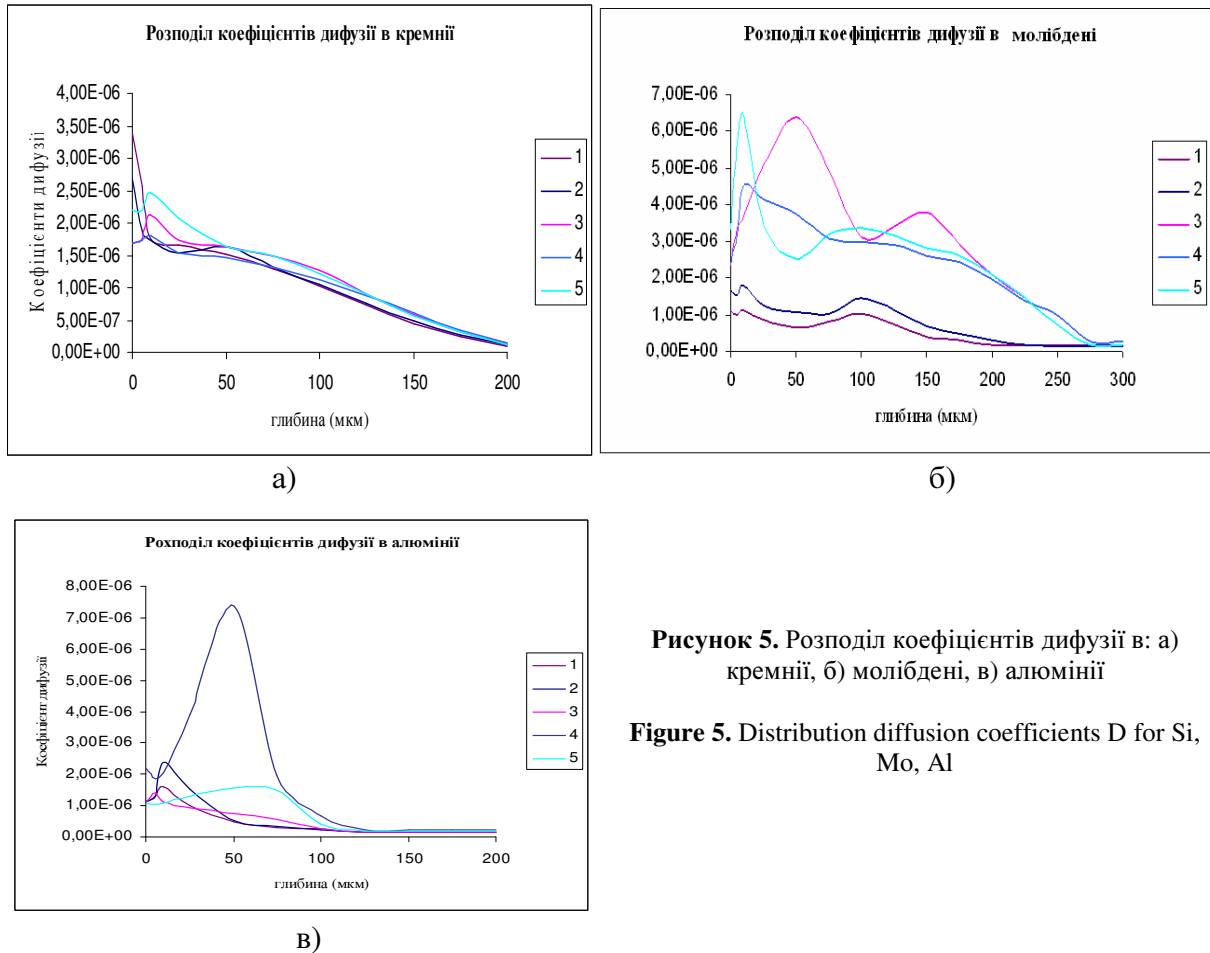 Розподіл коефіцієнтів дифузії в кремнії
4,00E-06
3,50E-06
3,00E-06
2,50E-06
2,00E-06
1,50E-06
1,00E-06
5,00E-07
0,00E+00
Коефіцієнти дифузії
0
50
100
150
200
глибина (мкм)
1
2
3
4
5
а)
Розподіл коефіцієнтів дифузії в молібдені
7,00E-06
6,00E-06
5,00E-06
4,00E-06
3,00E-06
2,00E-06
1,00E-06
0,00E+00
0
50
100
150
200
250
300
глибина (мкм)
1
2
3
4
5
б)
Рохподіл коефіцієнтів дифузії в алюмінії
8,00E-06
7,00E-06
6,00E-06
5,00E-06
4,00E-06
3,00E-06
2,00E-06
1,00E-06
0,00E+00
Коефіцієнт дифузії
0
50
100
150
200
глибина (мкм)
1
2
3
4
5
в)
Рисунок 5. Розподіл коефіцієнтів дифузії в: а)
кремнії, б) молібдені, в) алюмінії
Figure 5. Distribution diffusion coefficients D for Si,
Mo, Al